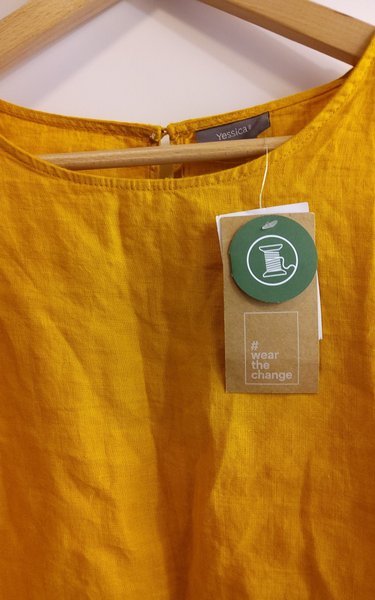 Yessica
#
wear
the
change